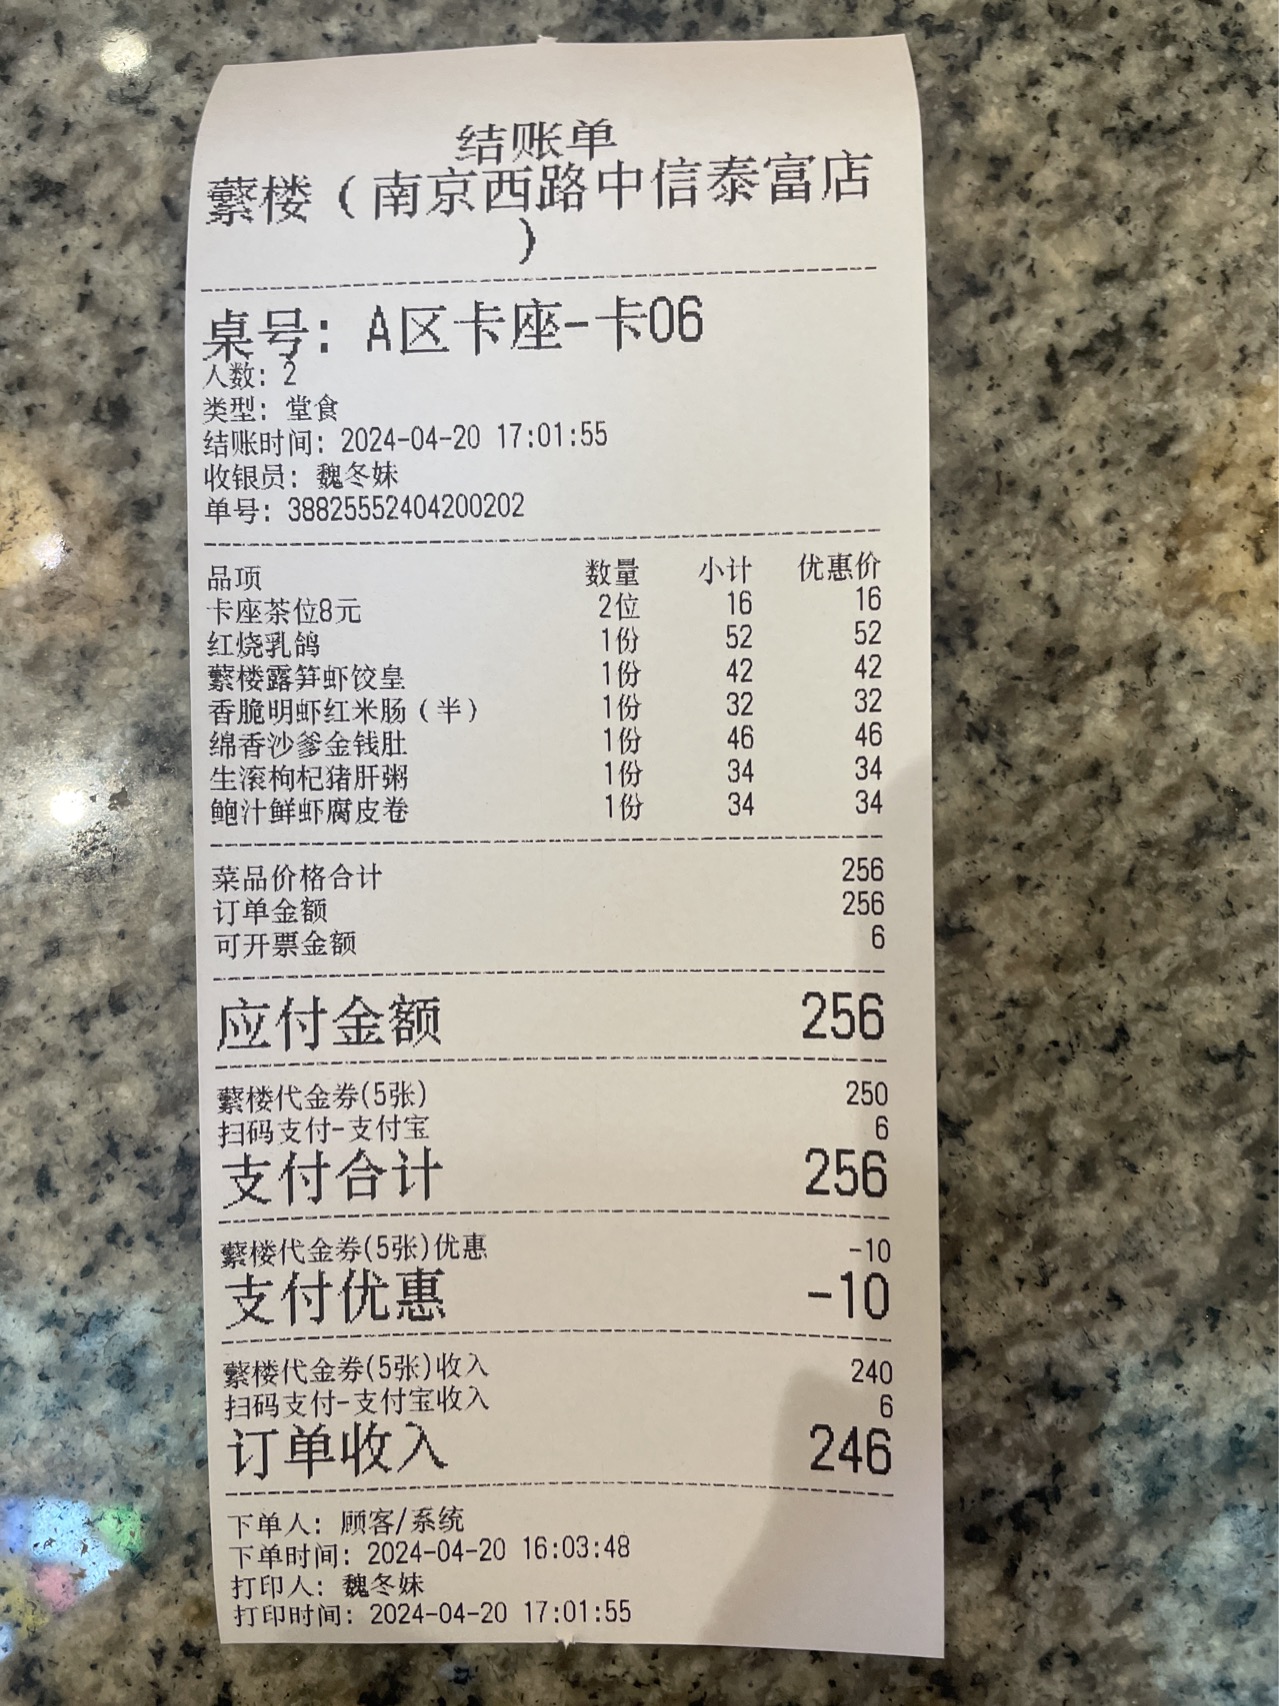 结账单
蘩楼（南京西路中信泰富店
）
桌号: A区卡座-卡06
人数: 2
类型: 堂食
结账时间: 2024-04-20 17:01:55
收银员: 魏冬妹
单号: 38825552404200202
品项 数量 小计 优惠价
卡座茶位8元 2位 16 16
红烧乳鸽 1份 52 52
蘩楼露笋虾饺皇 1份 42 42
香脆明虾红米肠（半） 1份 32 32
绵香沙爹金钱肚 1份 46 46
生滚枸杞猪肝粥 1份 34 34
鲍汁鲜虾腐皮卷 1份 34 34
菜品价格合计 256
订单金额 256
可开票金额 6
应付金额 256
蘩楼代金券(5张) 250
扫码支付-支付宝 6
支付合计 256
蘩楼代金券(5张)优惠 -10
支付优惠 -10
蘩楼代金券(5张)收入 240
扫码支付-支付宝收入 6
订单收入 246
下单人: 顾客/系统
下单时间: 2024-04-20 16:03:48
打印人: 魏冬妹
打印时间: 2024-04-20 17:01:55